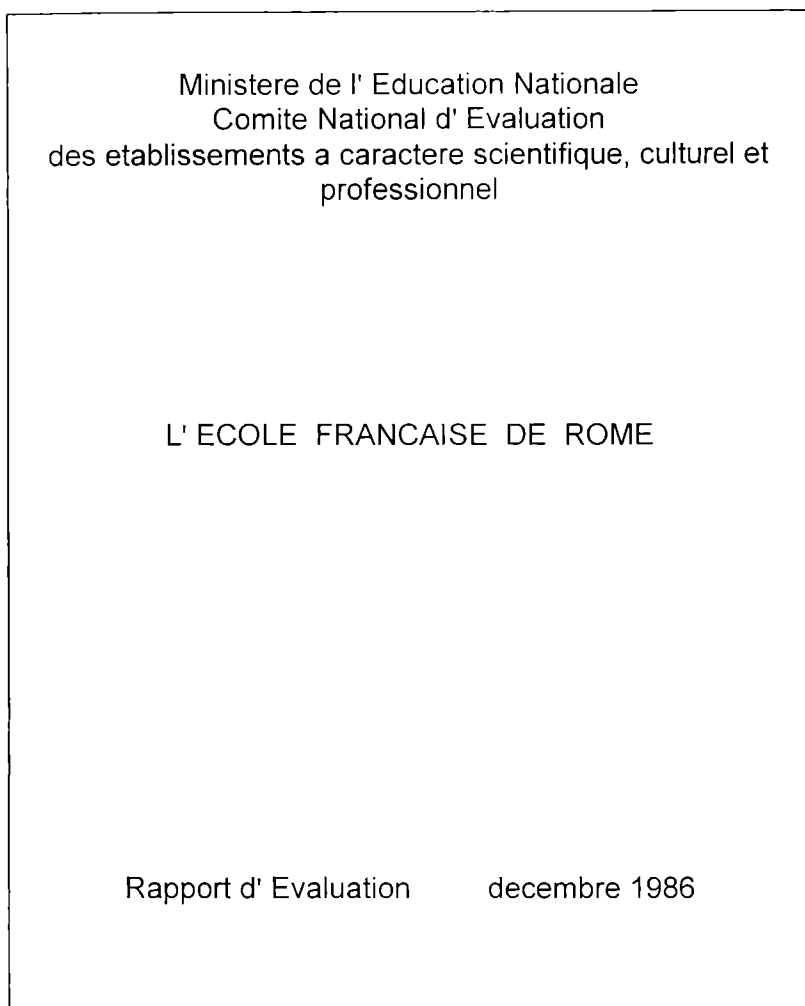 Ministere de l' Education Nationale
Comite National d' Evaluation
des etablissements a caractere scientifique, culturel et
professionnel
L' ECOLE FRANCAISE DE ROME
Rapport d' Evaluation decembre 1986